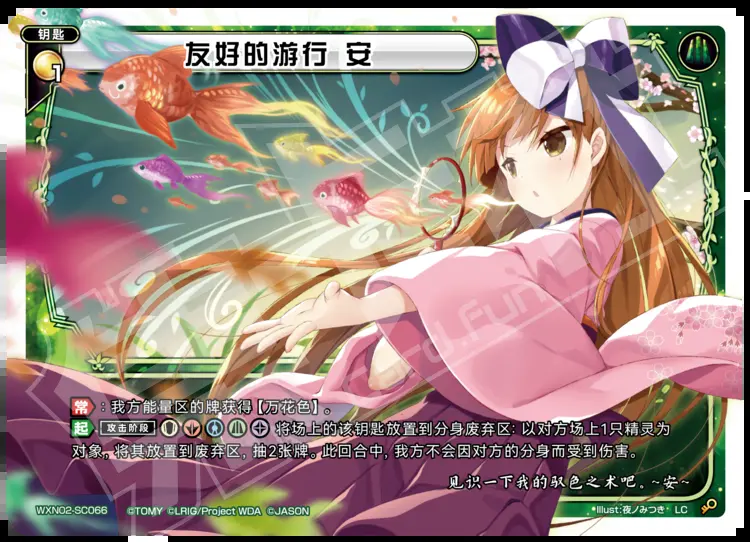 钥匙
1
友好的游行 安
常：我方能量区的牌获得【万花色】。
起 攻击阶段 将场上的该钥匙放置到分身废弃区：以对方场上1只精灵为
对象，将其放置到废弃区，抽2张牌。此回合中，我方不会因对方的分身而受到伤害。
见识一下我的驭色之术吧。~安~
WXN02-SC066 ©TOMY ©LRIG/Project WDA ©JASON •Illust:夜ノみつき• LC